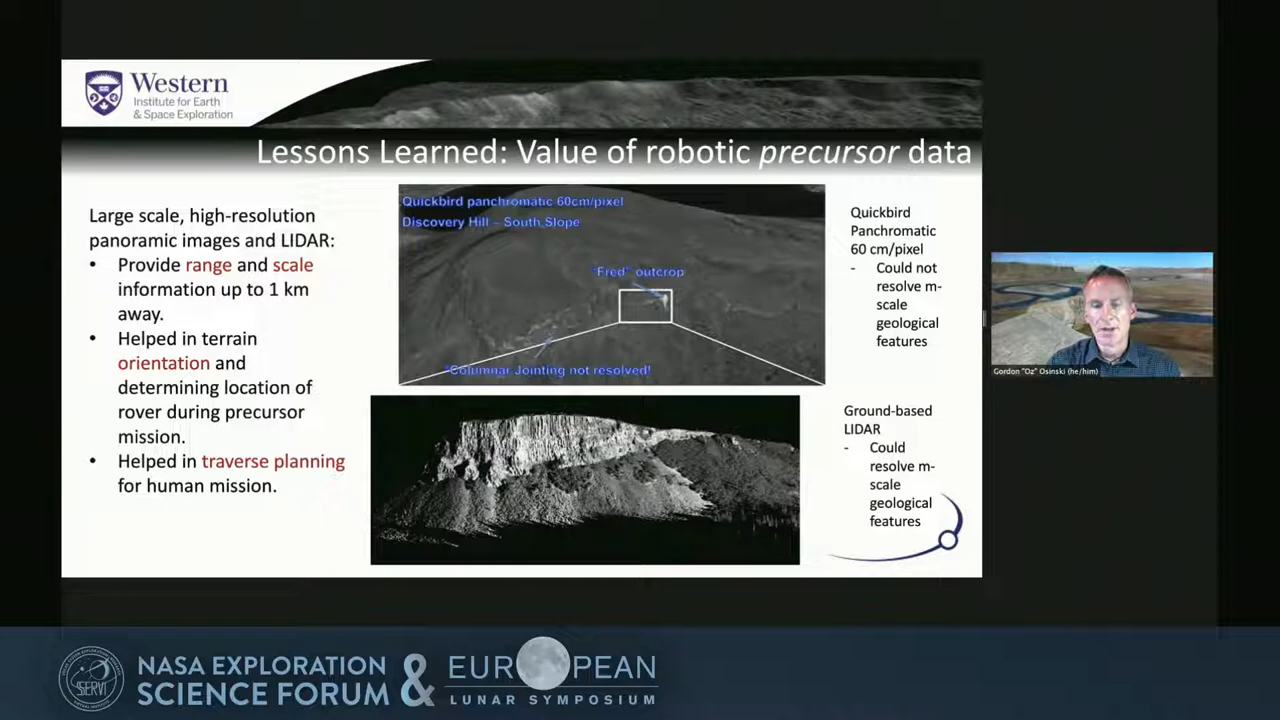 Western
Institute for Earth
& Space Exploration
Lessons Learned: Value of robotic precursor data
Large scale, high-resolution
panoramic images and LIDAR:
• Provide range and scale
information up to 1 km
away.
• Helped in terrain
orientation and
determining location of
rover during precursor
mission.
• Helped in traverse planning
for human mission.
Quickbird panchromatic 60cm/pixel
Discovery Hill – South Slope
"Fred" outcrop
*Columnar Jointing not resolved!
Quickbird
Panchromatic
60 cm/pixel
- Could not
resolve m-
scale
geological
features
Ground-based
LIDAR
- Could
resolve m-
scale
geological
features
Gordon "Oz" Osinski (he/him)
SSERVI
NASA EXPLORATION
SCIENCE FORUM
&
EUROPEAN
LUNAR SYMPOSIUM